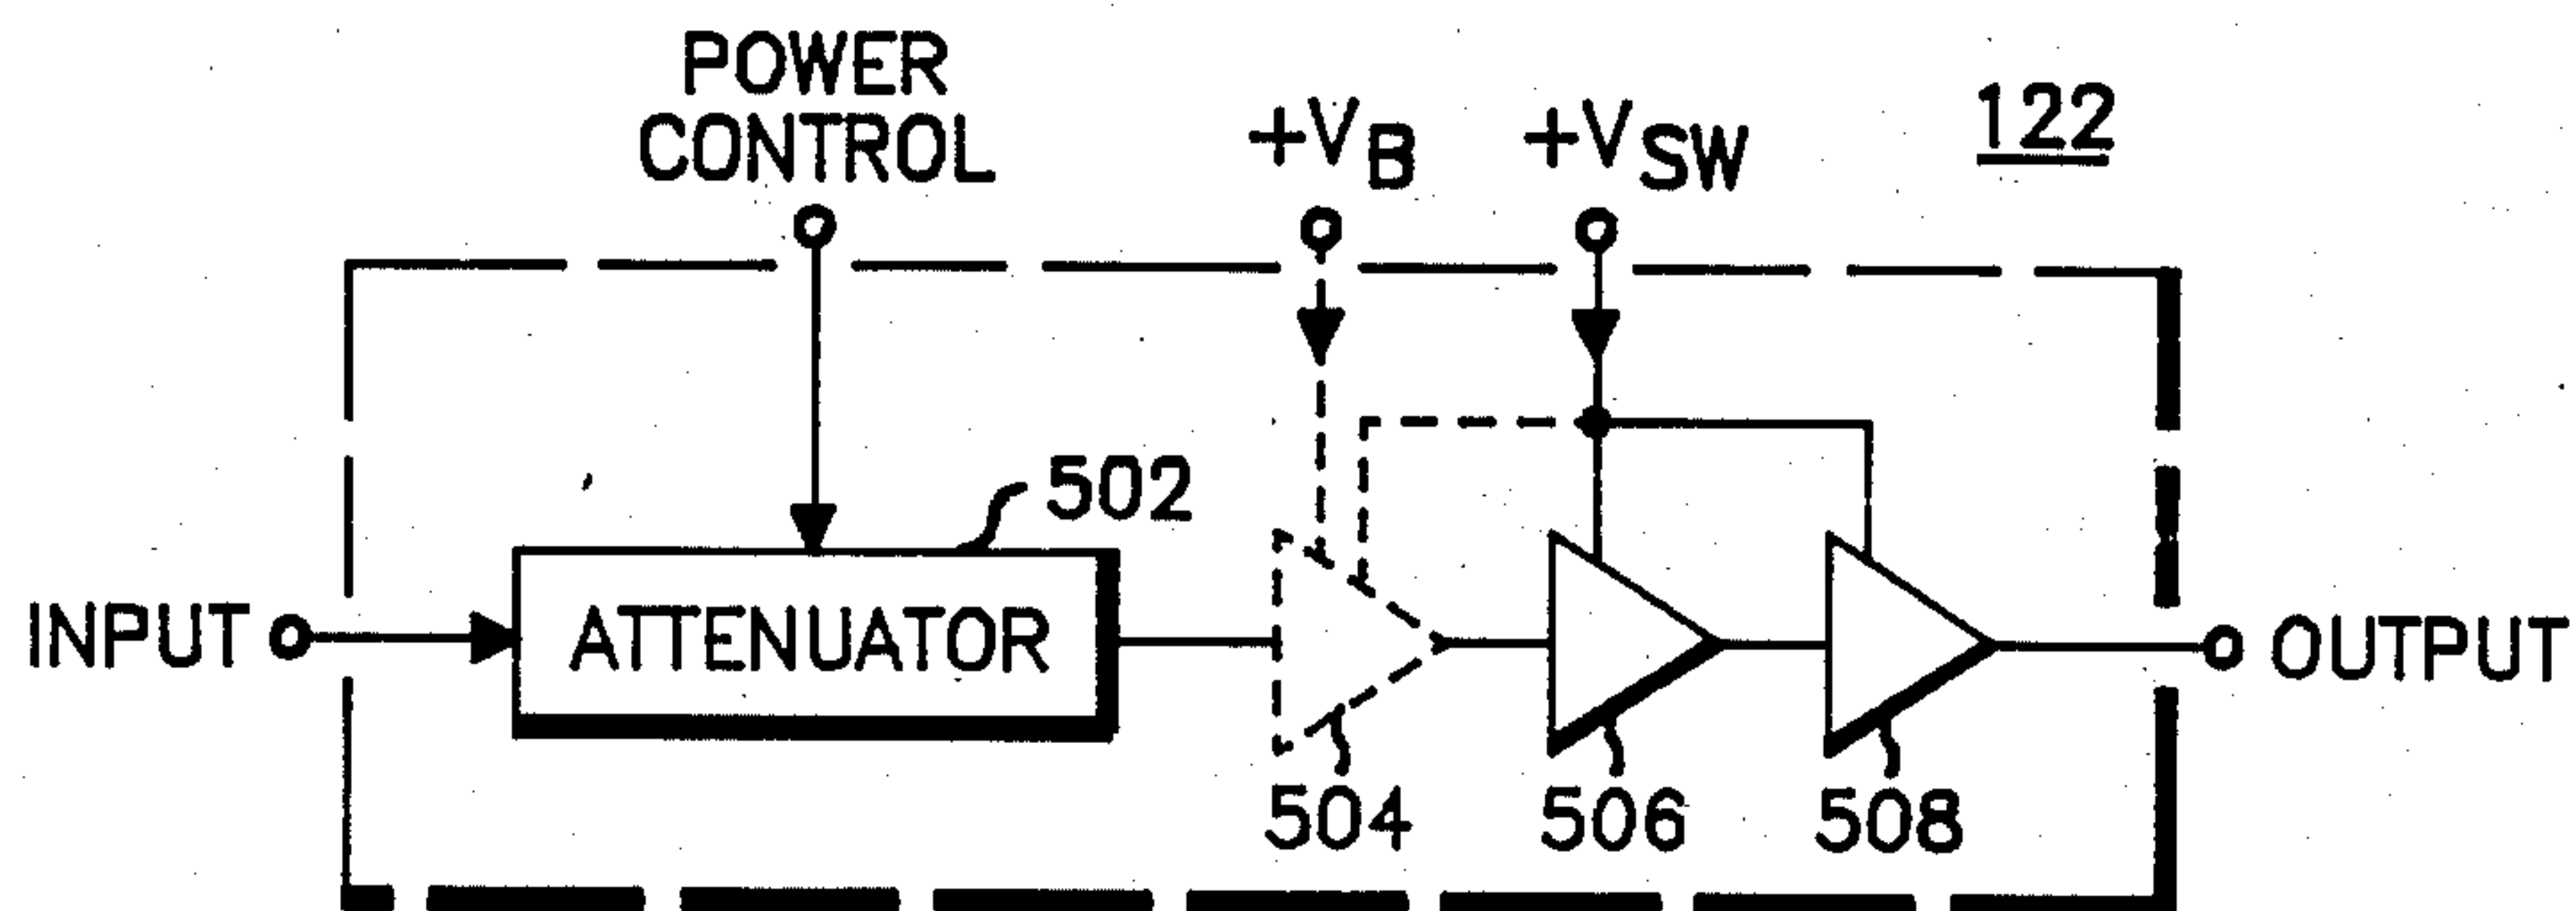 POWER
CONTROL
+VB
+VSW
122
502
INPUT
ATTENUATOR
OUTPUT
504
506
508